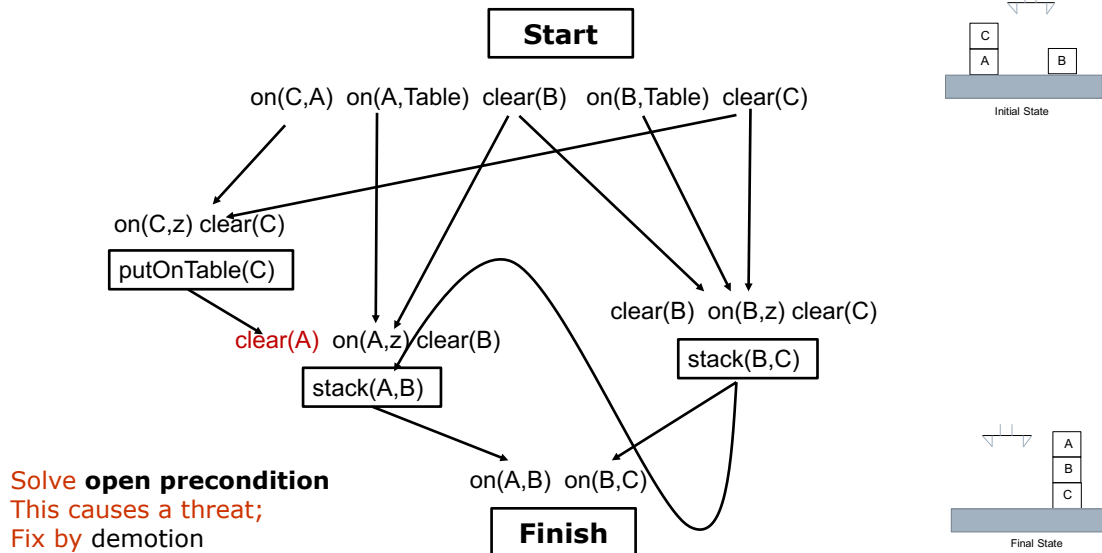 Start
on(C,A) on(A,Table) clear(B) on(B,Table) clear(C)
C
A
B
Initial State
on(C,z) clear(C)
putOnTable(C)
clear(A) on(A,z) clear(B)
stack(A,B)
clear(B) on(B,z) clear(C)
stack(B,C)
on(A,B) on(B,C)
Finish
Solve open precondition
This causes a threat;
Fix by demotion
A
B
C
Final State